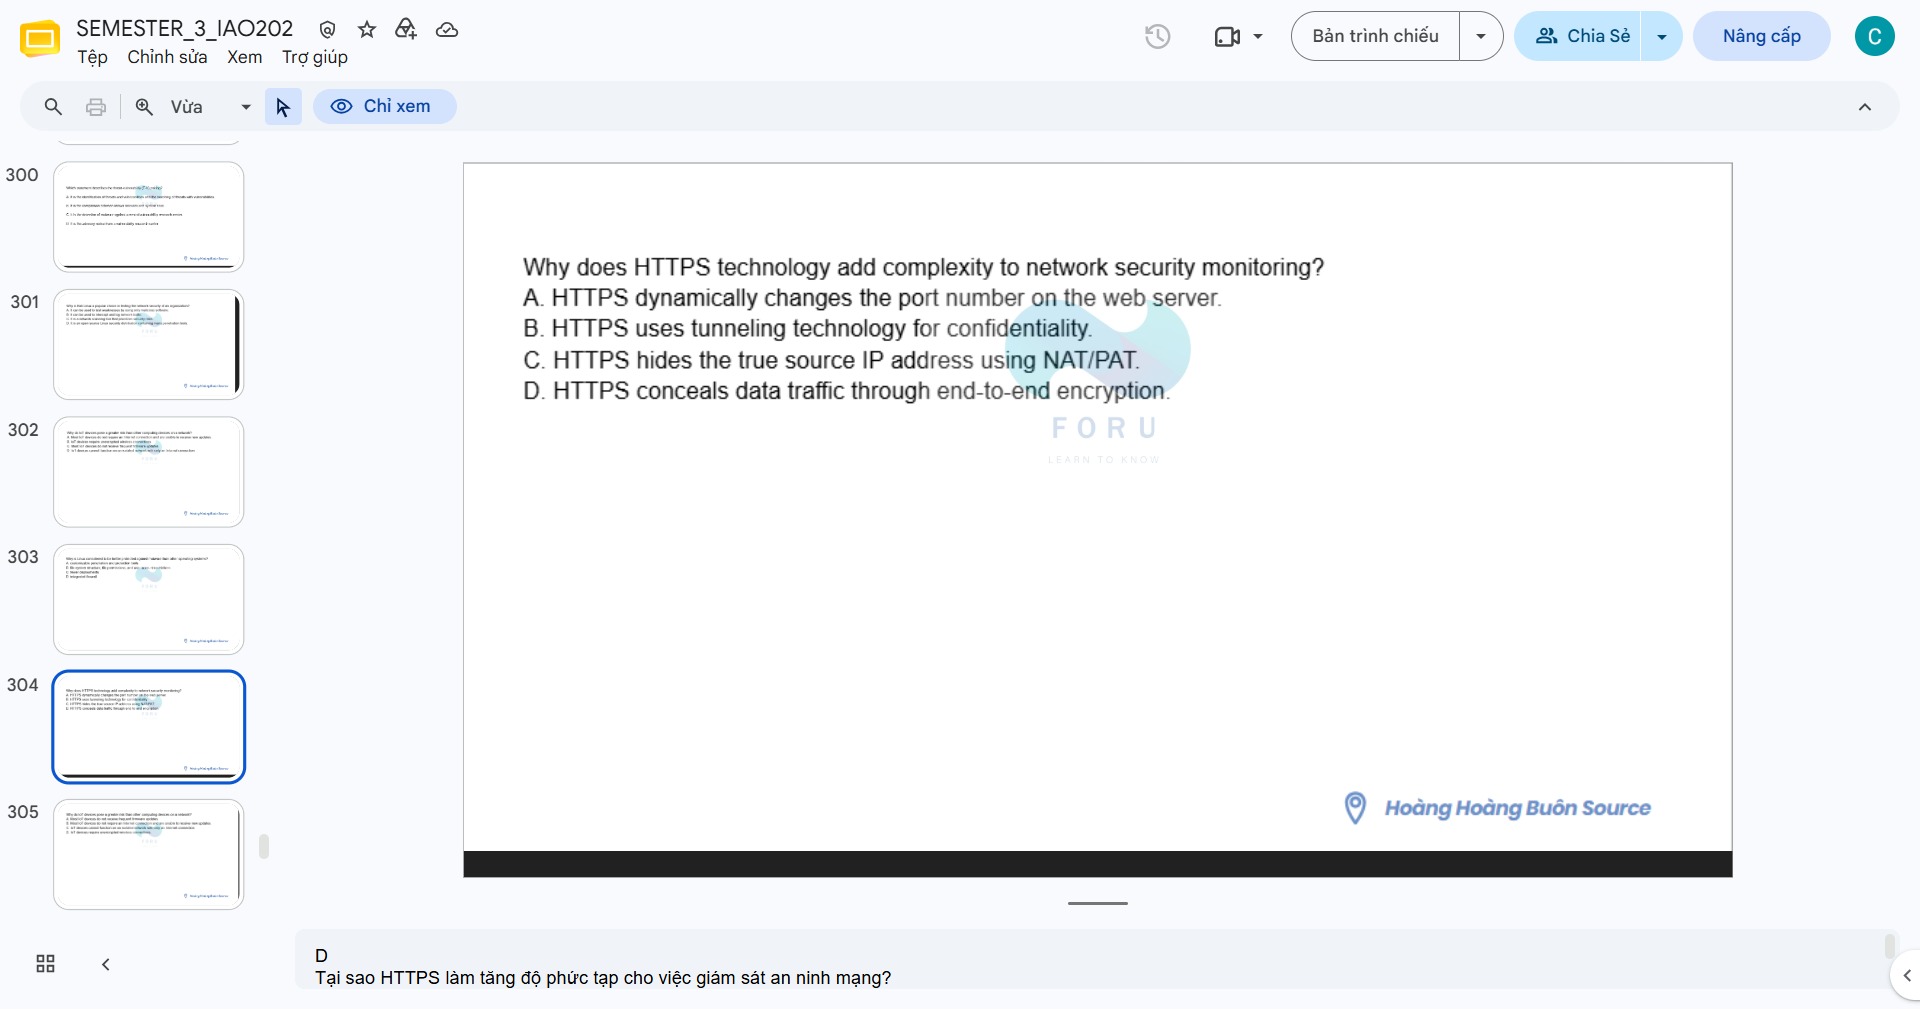 SEMESTER_3_IAO202
Tệp Chỉnh sửa Xem Trợ giúp
Bản trình chiếu
Chia Sẻ
Nâng cấp
C
Vừa
Chỉ xem
300
301
302
303
304
305
Why does HTTPS technology add complexity to network security monitoring?
A. HTTPS dynamically changes the port number on the web server.
B. HTTPS uses tunneling technology for confidentiality.
C. HTTPS hides the true source IP address using NAT/PAT.
D. HTTPS conceals data traffic through end-to-end encryption.
FORU
LEARN TO KNOW
Hoàng Hoàng Buôn Source
D
Tại sao HTTPS làm tăng độ phức tạp cho việc giám sát an ninh mạng?